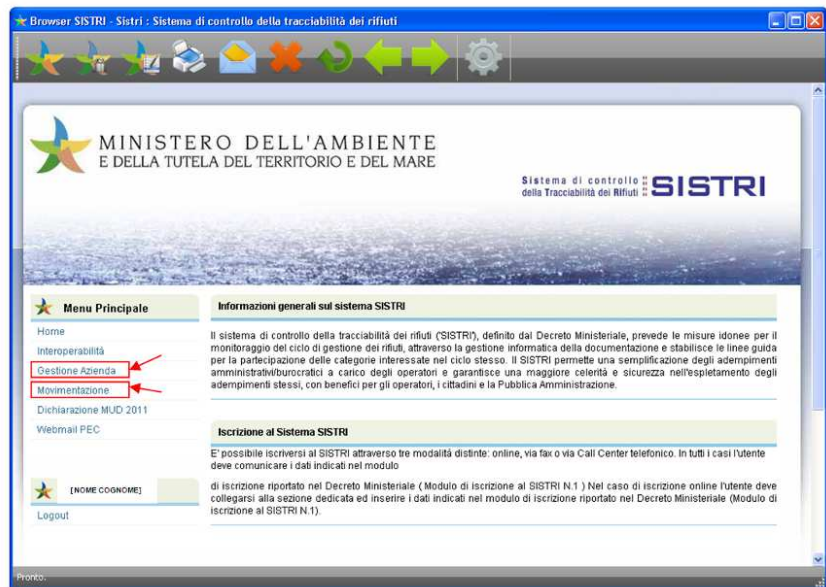 Browser SISTRI - Sistri : Sistema di controllo della tracciabilità dei rifiuti
MINISTERO DELL'AMBIENTE
E DELLA TUTELA DEL TERRITORIO E DEL MARE
Sistema di controllo
della Tracciabilità dei Rifiuti
SISTRI
Menu Principale
Home
Interoperabilità
Gestione Azienda
Movimentazione
Dichiarazione MUD 2011
Webmail PEC
[NOME COGNOME]
Logout
Informazioni generali sul sistema SISTRI
Il sistema di controllo della tracciabilità dei rifiuti ('SISTRI'), definito dal Decreto Ministeriale, prevede le misure idonee per il
monitoraggio del ciclo di gestione dei rifiuti, attraverso la gestione informatica della documentazione e stabilisce le linee guida
per la partecipazione delle categorie interessate nel ciclo stesso. Il SISTRI permette una semplificazione degli adempimenti
amministrativi/burocratici a carico degli operatori e garantisce una maggiore celerità e sicurezza nell'espletamento degli
adempimenti stessi, con benefici per gli operatori, i cittadini e la Pubblica Amministrazione.
Iscrizione al Sistema SISTRI
E' possibile iscriversi al SISTRI attraverso tre modalità distinte: online, via fax o via Call Center telefonico. In tutti i casi l'utente
deve comunicare i dati indicati nel modulo
di iscrizione riportato nel Decreto Ministeriale ( Modulo di iscrizione al SISTRI N.1 ) Nel caso di iscrizione online l'utente deve
collegarsi alla sezione dedicata ed inserire i dati indicati nel modulo di iscrizione riportato nel Decreto Ministeriale (Modulo di
iscrizione al SISTRI N.1).
Pronto.